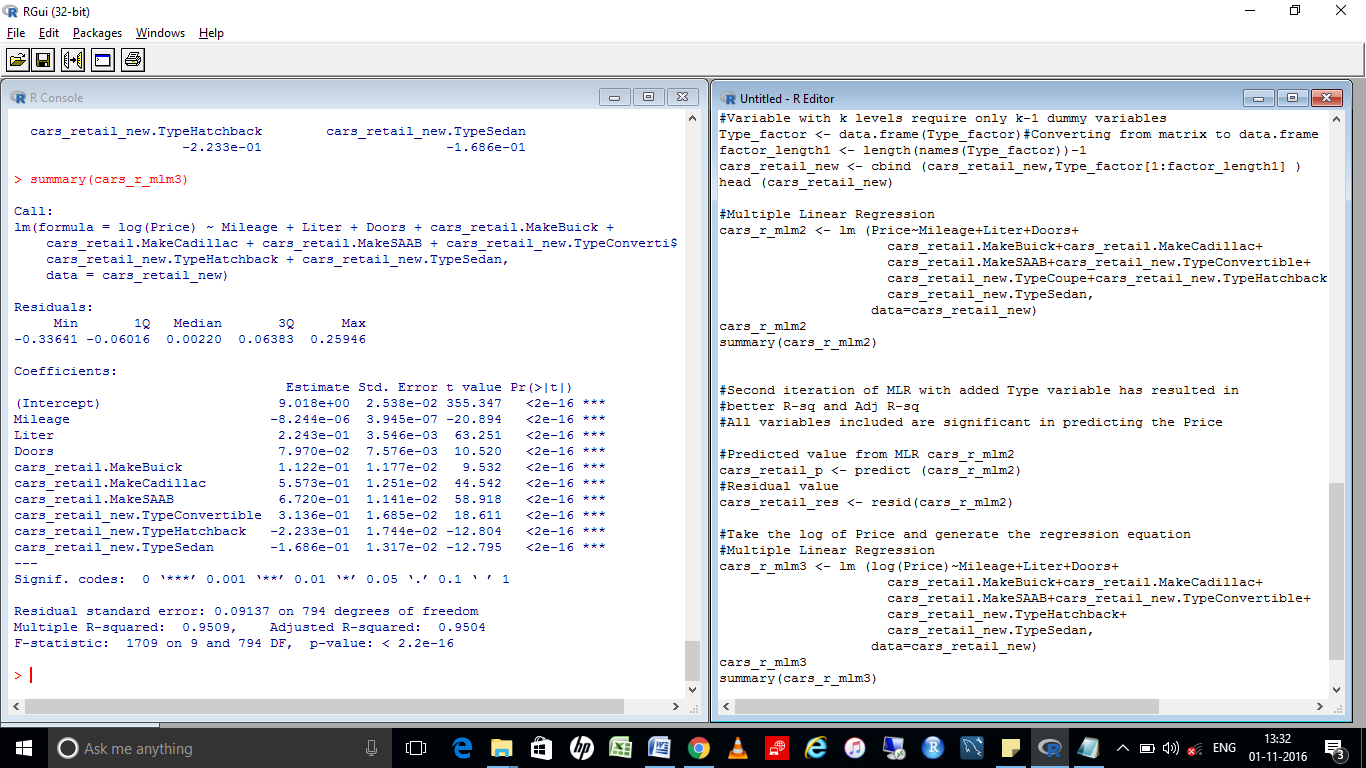 RGui (32-bit)
File Edit Packages Windows Help
R Console
cars_retail_new.TypeHatchback cars_retail_new.TypeSedan
-2.233e-01 -1.686e-01
> summary(cars_r_mlm3)
Call:
lm(formula = log(Price) ~ Mileage + Liter + Doors + cars_retail.MakeBuick +
cars_retail.MakeCadillac + cars_retail.MakeSAAB + cars_retail_new.TypeConverti$
cars_retail_new.TypeHatchback + cars_retail_new.TypeSedan,
data = cars_retail_new)
Residuals:
Min 1Q Median 3Q Max
-0.33641 -0.06016 0.00220 0.06383 0.25946
Coefficients:
Estimate Std. Error t value Pr(>|t|)
(Intercept) 9.018e+00 2.538e-02 355.347 <2e-16 ***
Mileage -8.244e-06 3.945e-07 -20.894 <2e-16 ***
Liter 2.243e-01 3.546e-03 63.251 <2e-16 ***
Doors 7.970e-02 7.576e-03 10.520 <2e-16 ***
cars_retail.MakeBuick 1.122e-01 1.177e-02 9.532 <2e-16 ***
cars_retail.MakeCadillac 5.573e-01 1.251e-02 44.542 <2e-16 ***
cars_retail.MakeSAAB 6.720e-01 1.141e-02 58.918 <2e-16 ***
cars_retail_new.TypeConvertible 3.136e-01 1.685e-02 18.611 <2e-16 ***
cars_retail_new.TypeHatchback -2.233e-01 1.744e-02 -12.804 <2e-16 ***
cars_retail_new.TypeSedan -1.686e-01 1.317e-02 -12.795 <2e-16 ***
---
Signif. codes: 0 ‘***’ 0.001 ‘**’ 0.01 ‘*’ 0.05 ‘.’ 0.1 ‘ ’ 1
Residual standard error: 0.09137 on 794 degrees of freedom
Multiple R-squared: 0.9509, Adjusted R-squared: 0.9504
F-statistic: 1709 on 9 and 794 DF, p-value: < 2.2e-16
>
Untitled - R Editor
#Variable with k levels require only k-1 dummy variables
Type_factor <- data.frame(Type_factor)#Converting from matrix to data.frame
factor_length1 <- length(names(Type_factor))-1
cars_retail_new <- cbind (cars_retail_new,Type_factor[1:factor_length1] )
head (cars_retail_new)
#Multiple Linear Regression
cars_r_mlm2 <- lm (Price~Mileage+Liter+Doors+
cars_retail.MakeBuick+cars_retail.MakeCadillac+
cars_retail.MakeSAAB+cars_retail_new.TypeConvertible+
cars_retail_new.TypeCoupe+cars_retail_new.TypeHatchback
cars_retail_new.TypeSedan,
data=cars_retail_new)
cars_r_mlm2
summary(cars_r_mlm2)
#Second iteration of MLR with added Type variable has resulted in
#better R-sq and Adj R-sq
#All variables included are significant in predicting the Price
#Predicted value from MLR cars_r_mlm2
cars_retail_p <- predict (cars_r_mlm2)
#Residual value
cars_retail_res <- resid(cars_r_mlm2)
#Take the log of Price and generate the regression equation
#Multiple Linear Regression
cars_r_mlm3 <- lm (log(Price)~Mileage+Liter+Doors+
cars_retail.MakeBuick+cars_retail.MakeCadillac+
cars_retail.MakeSAAB+cars_retail_new.TypeConvertible+
cars_retail_new.TypeHatchback+
cars_retail_new.TypeSedan,
data=cars_retail_new)
cars_r_mlm3
summary(cars_r_mlm3)
Ask me anything
ENG
13:32
01-11-2016
3